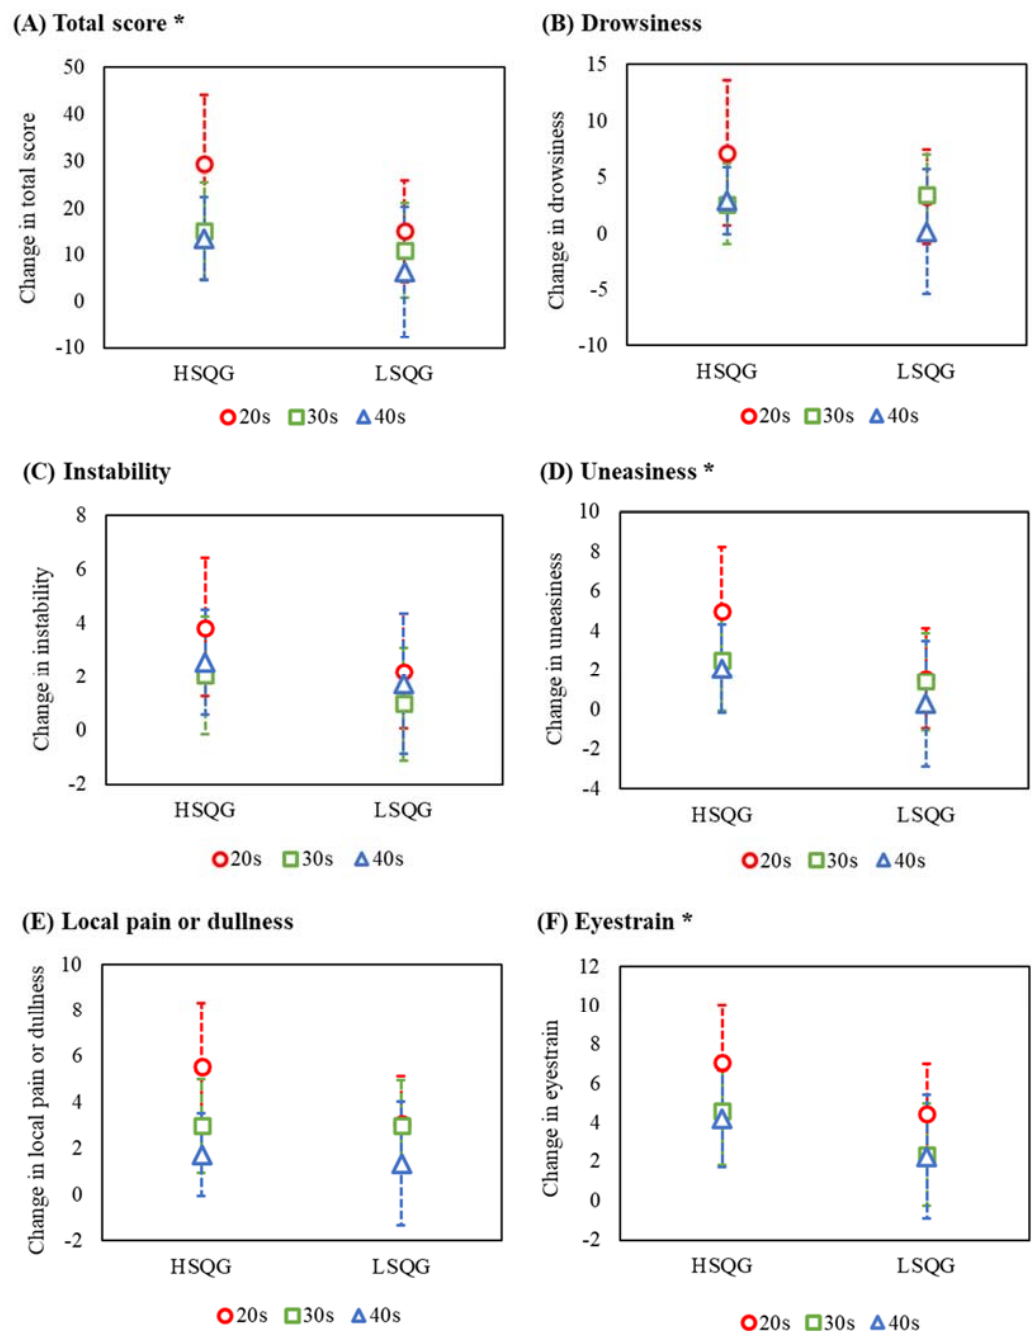 (A) Total score *
(B) Drowsiness
Change in total score
50
40
30
20
10
0
-10
HSQG LSQG
20s 30s 40s
Change in drowsiness
15
10
5
0
-5
-10
HSQG LSQG
20s 30s 40s
(C) Instability
(D) Uneasiness *
Change in instability
8
6
4
2
0
-2
HSQG LSQG
20s 30s 40s
Change in uneasiness
10
8
6
4
2
0
-2
-4
HSQG LSQG
20s 30s 40s
(E) Local pain or dullness
(F) Eyestrain *
Change in local pain or dullness
10
8
6
4
2
0
-2
HSQG LSQG
20s 30s 40s
Change in eyestrain
12
10
8
6
4
2
0
-2
HSQG LSQG
20s 30s 40s